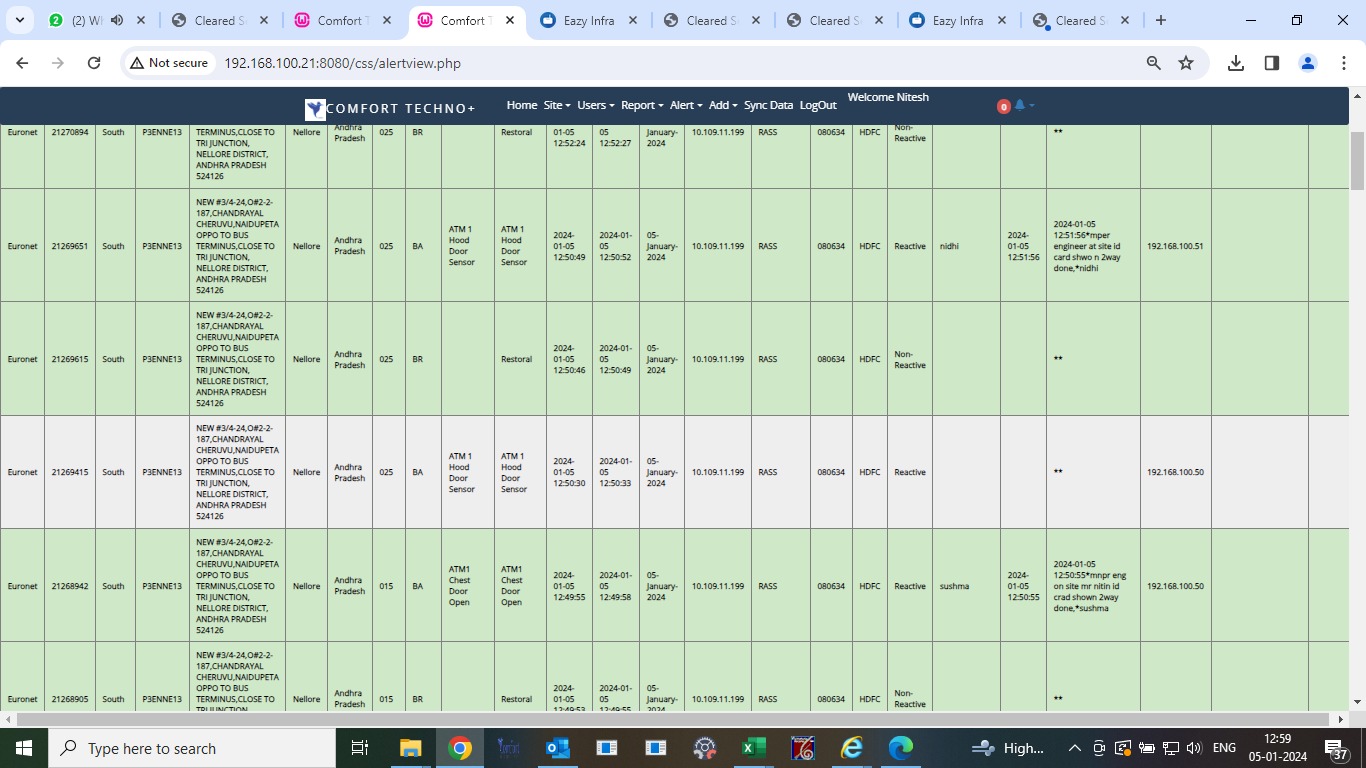 (2) Wh
Cleared S
Comfort T
Comfort T
Eazy Infra
Cleared S
Cleared S
Eazy Infra
Cleared S
Not secure
192.168.100.21:8080/css/alertview.php
COMFORT TECHNO+
Home Site Users Report Alert Add Sync Data LogOut
Welcome Nitesh
0
Euronet 21270894 South P3ENNE13 TERMINUS,CLOSE TO TRI JUNCTION, NELLORE DISTRICT, ANDHRA PRADESH 524126 Nellore Andhra Pradesh 025 BR Restoral 01-05 12:52:24 05 12:52:27 January-2024 10.109.11.199 RASS 080634 HDFC Non-Reactive **
Euronet 21269651 South P3ENNE13 NEW #3/4-24,O#2-2-187,CHANDRAYAL CHERUVU,NAIDUPETA OPPO TO BUS TERMINUS,CLOSE TO TRI JUNCTION, NELLORE DISTRICT, ANDHRA PRADESH 524126 Nellore Andhra Pradesh 025 BA ATM 1 Hood Door Sensor ATM 1 Hood Door Sensor 2024-01-05 12:50:49 2024-01-05 12:50:52 05-January-2024 10.109.11.199 RASS 080634 HDFC Reactive nidhi 2024-01-05 12:51:56 2024-01-05 12:51:56*mper engineer at site id card shwo n 2way done,*nidhi 192.168.100.51
Euronet 21269615 South P3ENNE13 NEW #3/4-24,O#2-2-187,CHANDRAYAL CHERUVU,NAIDUPETA OPPO TO BUS TERMINUS,CLOSE TO TRI JUNCTION, NELLORE DISTRICT, ANDHRA PRADESH 524126 Nellore Andhra Pradesh 025 BR Restoral 2024-01-05 12:50:46 2024-01-05 12:50:49 05-January-2024 10.109.11.199 RASS 080634 HDFC Non-Reactive **
Euronet 21269415 South P3ENNE13 NEW #3/4-24,O#2-2-187,CHANDRAYAL CHERUVU,NAIDUPETA OPPO TO BUS TERMINUS,CLOSE TO TRI JUNCTION, NELLORE DISTRICT, ANDHRA PRADESH 524126 Nellore Andhra Pradesh 025 BA ATM 1 Hood Door Sensor ATM 1 Hood Door Sensor 2024-01-05 12:50:30 2024-01-05 12:50:33 05-January-2024 10.109.11.199 RASS 080634 HDFC Reactive ** 192.168.100.50
Euronet 21268942 South P3ENNE13 NEW #3/4-24,O#2-2-187,CHANDRAYAL CHERUVU,NAIDUPETA OPPO TO BUS TERMINUS,CLOSE TO TRI JUNCTION, NELLORE DISTRICT, ANDHRA PRADESH 524126 Nellore Andhra Pradesh 015 BA ATM1 Chest Door Open ATM1 Chest Door Open 2024-01-05 12:49:55 2024-01-05 12:49:58 05-January-2024 10.109.11.199 RASS 080634 HDFC Reactive sushma 2024-01-05 12:50:55 2024-01-05 12:50:55*mnpr eng on site mr nitin id crad shown 2way done,*sushma 192.168.100.50
Euronet 21268905 South P3ENNE13 NEW #3/4-24,O#2-2-187,CHANDRAYAL CHERUVU,NAIDUPETA OPPO TO BUS TERMINUS,CLOSE TO Nellore Andhra Pradesh 015 BR Restoral 2024-01-05 12:49:53 2024-01-05 12:49:55 05-January-2024 10.109.11.199 RASS 080634 HDFC Non-Reactive **
Type here to search
High...
ENG
12:59
05-01-2024
37